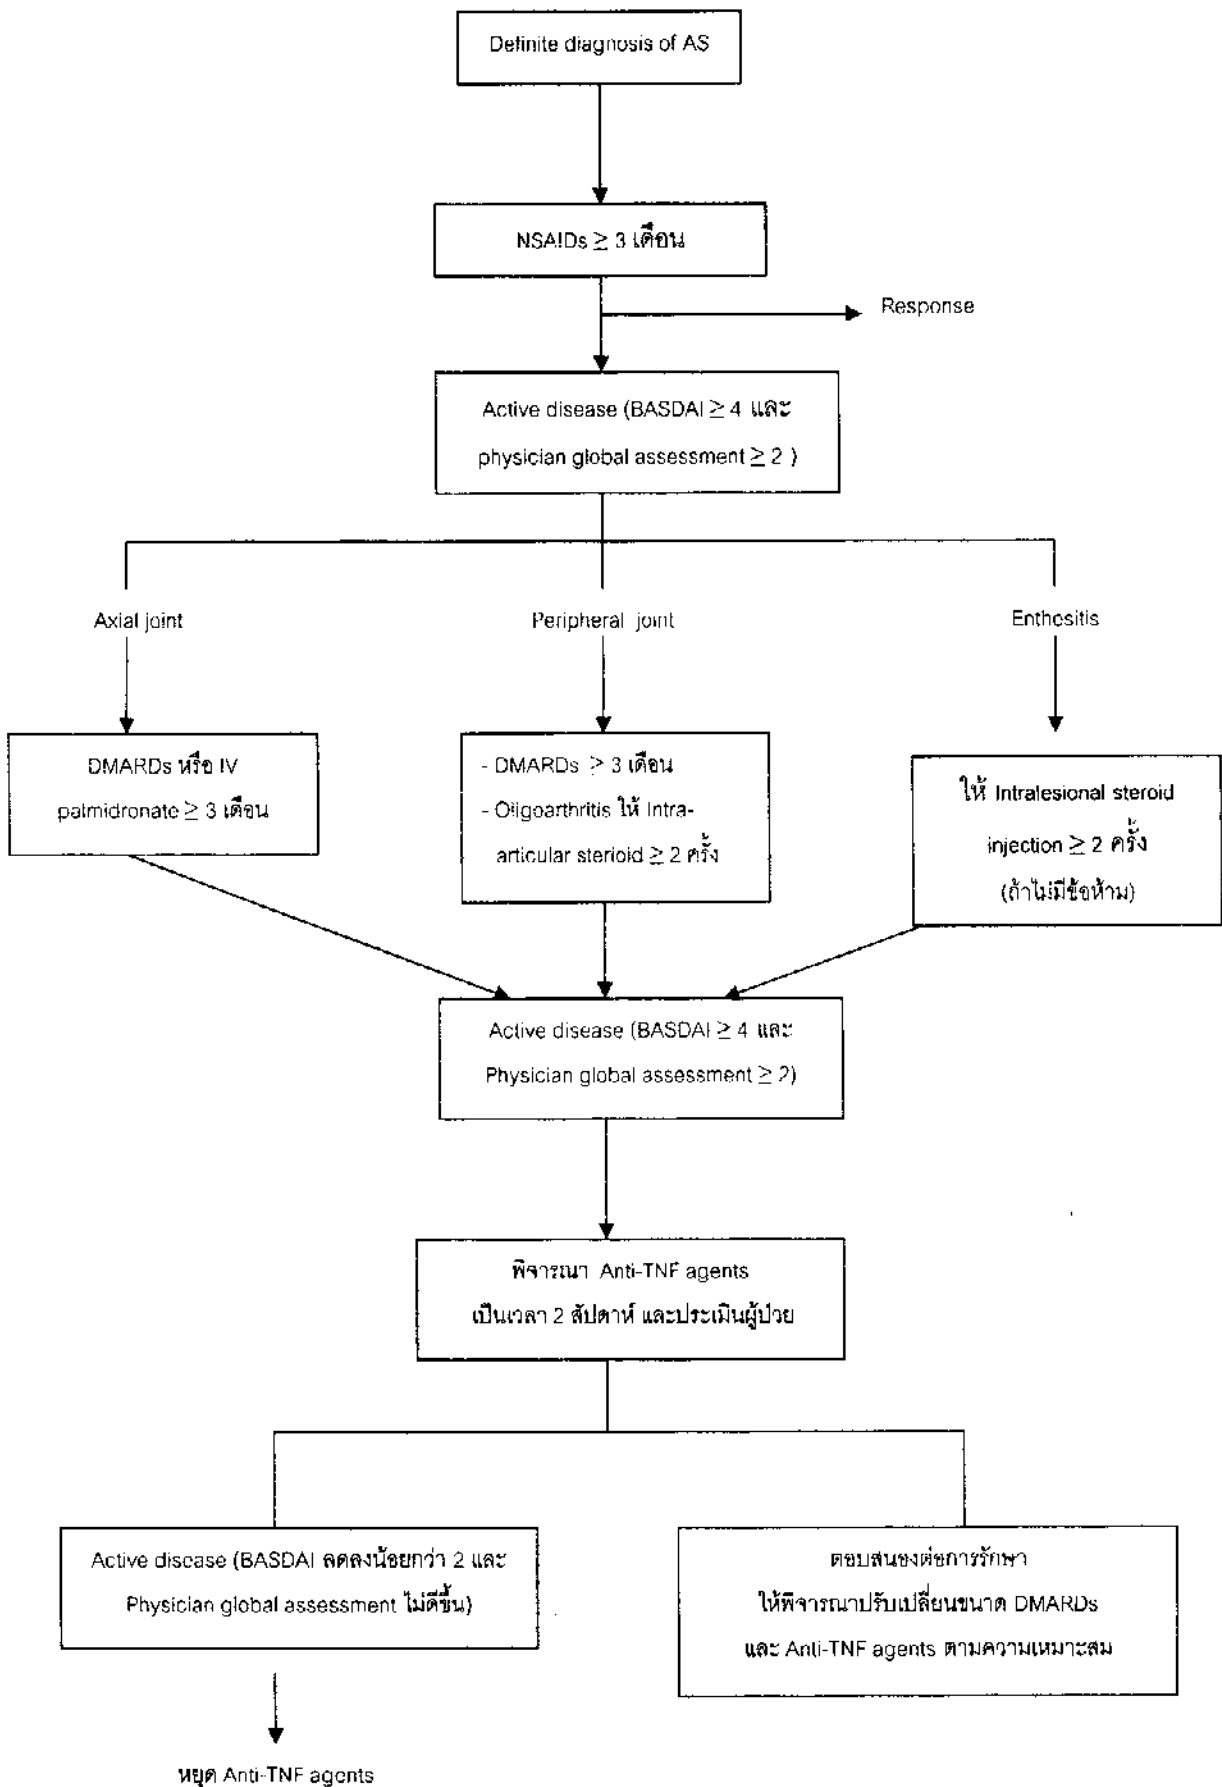 Definite diagnosis of AS
NSAIDs ≥ 3 เดือน
Response
Active disease (BASDAI ≥ 4 และ
physician global assessment ≥ 2 )
Axial joint
Peripheral joint
Enthesitis
DMARDs หรือ IV
palmidronate ≥ 3 เดือน
- DMARDs ≥ 3 เดือน
- Oligoarthritis ให้ Intra-
articular sterioid ≥ 2 ครั้ง
ให้ Intralesional steroid
injection ≥ 2 ครั้ง
(ถ้าไม่มีข้อห้าม)
Active disease (BASDAI ≥ 4 และ
Physician global assessment ≥ 2)
พิจารณา Anti-TNF agents
เป็นเวลา 2 สัปดาห์ และประเมินผู้ป่วย
Active disease (BASDAI ลดลงน้อยกว่า 2 และ
Physician global assessment ไม่ดีขึ้น)
ตอบสนองต่อการรักษา
ให้พิจารณาปรับเปลี่ยนขนาด DMARDs
และ Anti-TNF agents ตามความเหมาะสม
หยุด Anti-TNF agents